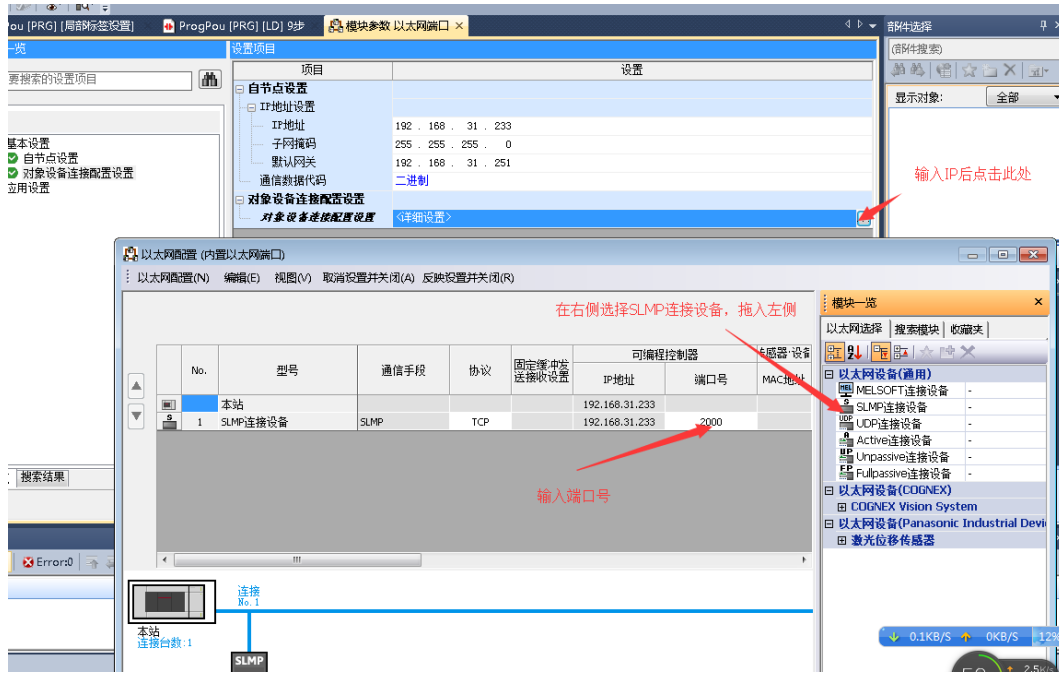 ou [PRG] [局部标签设置]
ProgPou [PRG] [LD] 9步
模块参数 以太网端口 ×
部件选择
一览
设置项目
(部件搜索)
要搜索的设置项目
项目
设置
显示对象:
全部
自节点设置
IP地址设置
IP地址
192 . 168 . 31 . 233
子网掩码
255 . 255 . 255 . 0
默认网关
192 . 168 . 31 . 251
通信数据代码
二进制
对象设备连接配置设置
对象设备连接配置设置
<详细设置>
基本设置
自节点设置
对象设备连接配置设置
应用设置
输入IP后点击此处
以太网配置 (内置以太网端口)
以太网配置(N)
编辑(E)
视图(V)
取消设置并关闭(A)
反映设置并关闭(R)
在右侧选择SLMP连接设备，拖入左侧
模块一览
以太网选择
搜索模块
收藏夹
No.
型号
通信手段
协议
固定缓冲发
送接收设置
可编程控制器
IP地址
端口号
传感器·设备
MAC地址
本站
192.168.31.233
1
SLMP连接设备
SLMP
TCP
192.168.31.233
2000
输入端口号
以太网设备(通用)
MELSOFT连接设备
-
SLMP连接设备
-
UDP连接设备
-
Active连接设备
-
Unpassive连接设备
-
Fullpassive连接设备
-
以太网设备(COGNEX)
COGNEX Vision System
以太网设备(Panasonic Industrial Devi
激光位移传感器
搜索结果
Error:0
连接
No. 1
本站
连接台数:1
SLMP
0.1KB/S
0KB/S
12%
2.5K/s